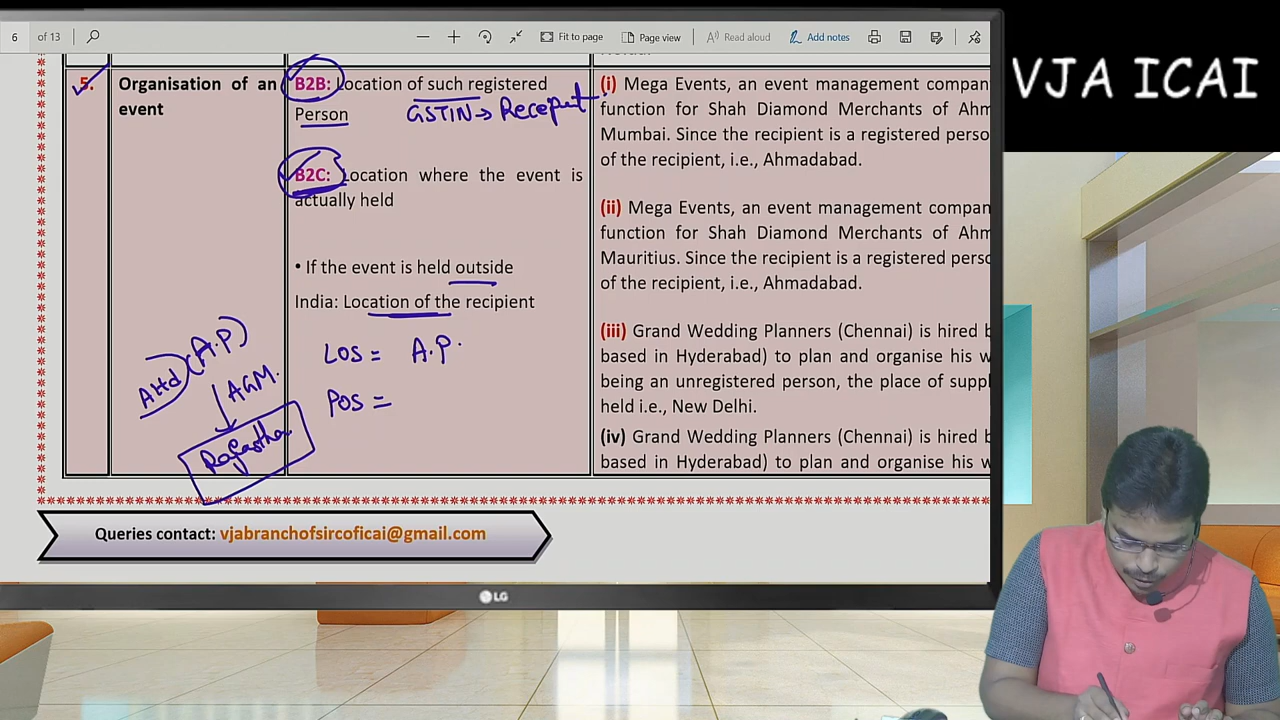 6 of 13
Fit to page
Page view
Read aloud
Add notes
VJA ICAI
5.
Organisation of an
event
B2B: Location of such registered
Person
GSTIN → Recept
B2C: Location where the event is
actually held
• If the event is held outside
India: Location of the recipient
LOS = A.P.
POS =
(A.P)
AGM.
(i) Mega Events, an event management compan
function for Shah Diamond Merchants of Ahm
Mumbai. Since the recipient is a registered perso
of the recipient, i.e., Ahmadabad.
(ii) Mega Events, an event management compan
function for Shah Diamond Merchants of Ahm
Mauritius. Since the recipient is a registered perso
of the recipient, i.e., Ahmadabad.
(iii) Grand Wedding Planners (Chennai) is hired b
based in Hyderabad) to plan and organise his w
being an unregistered person, the place of suppl
held i.e., New Delhi.
(iv) Grand Wedding Planners (Chennai) is hired b
based in Hyderabad) to plan and organise his w
Queries contact: vjabranchofsircoficai@gmail.com
LG